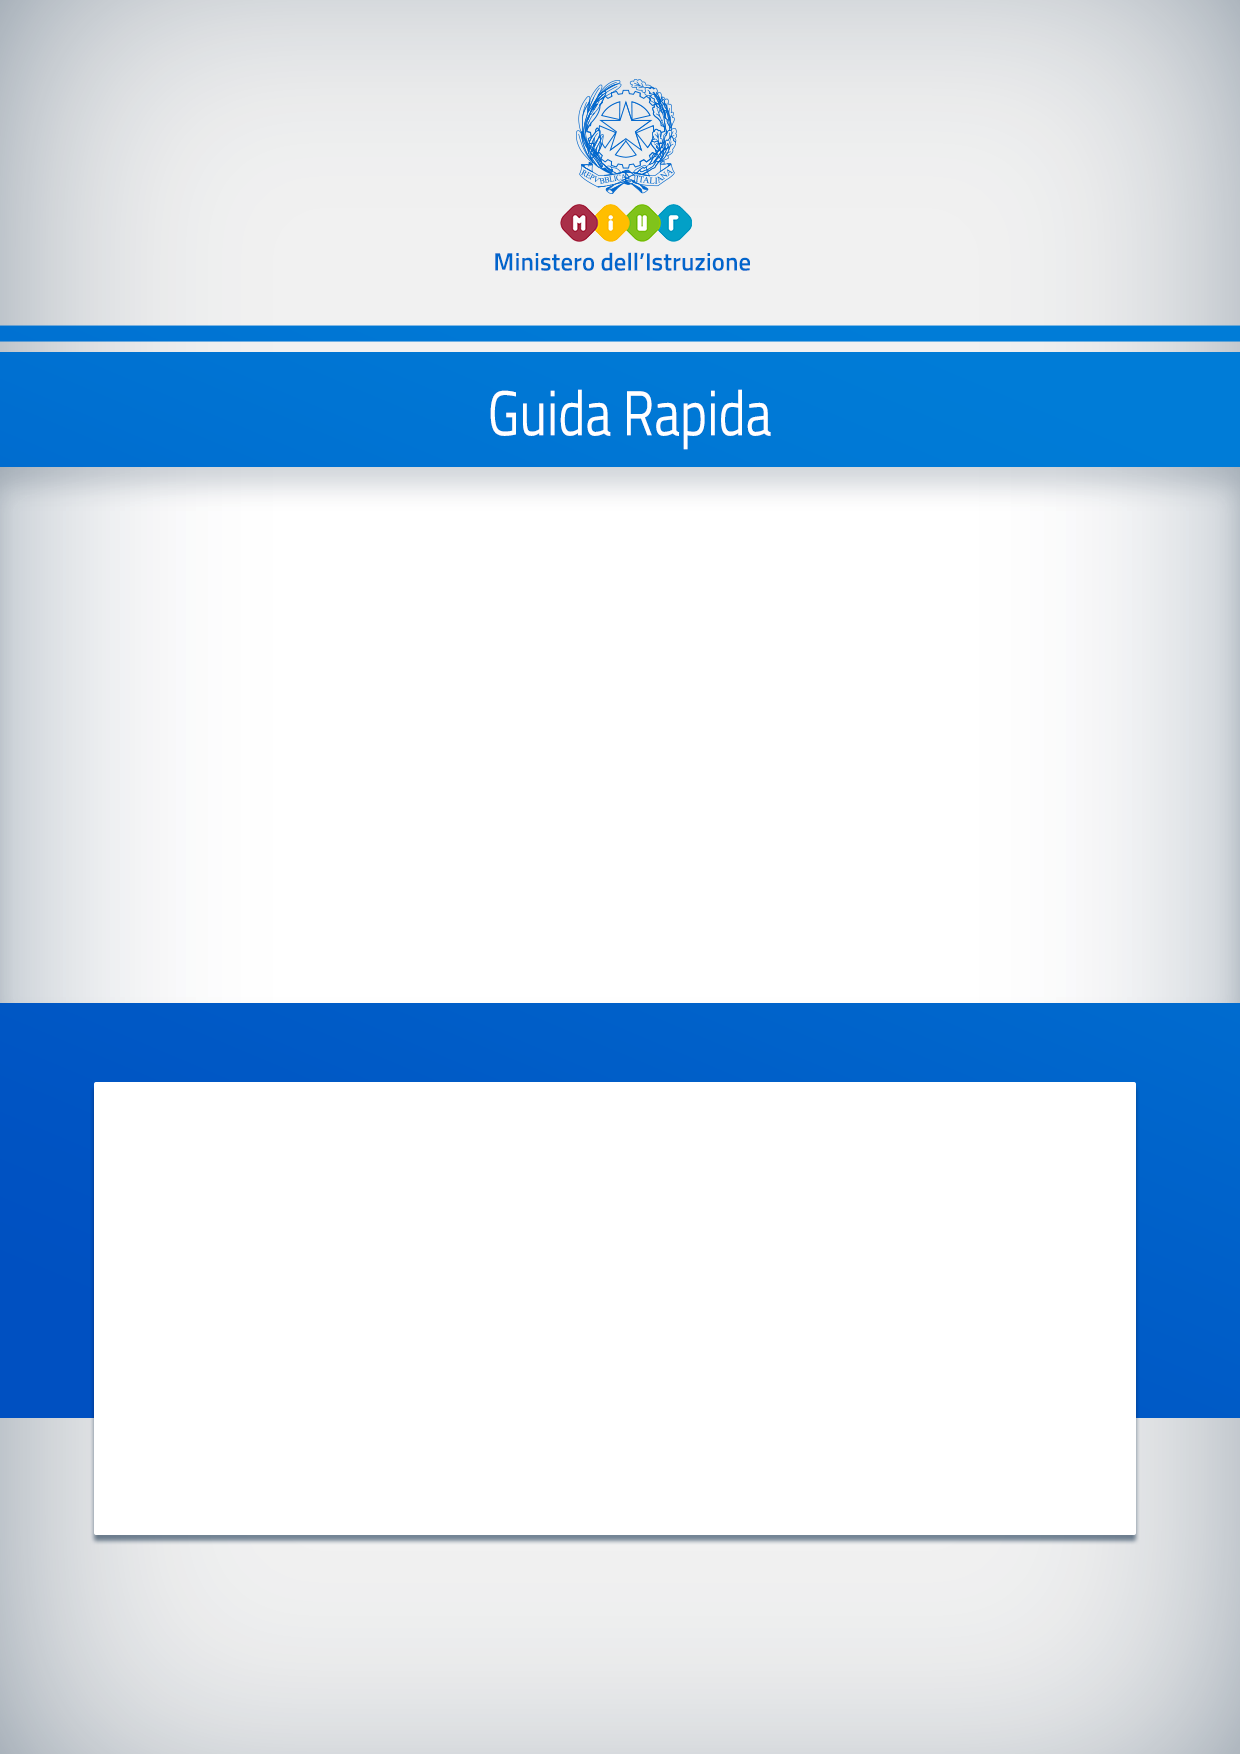 REPVBBLICA ITALIANA
MIUr
Ministero dell'Istruzione
Guida Rapida